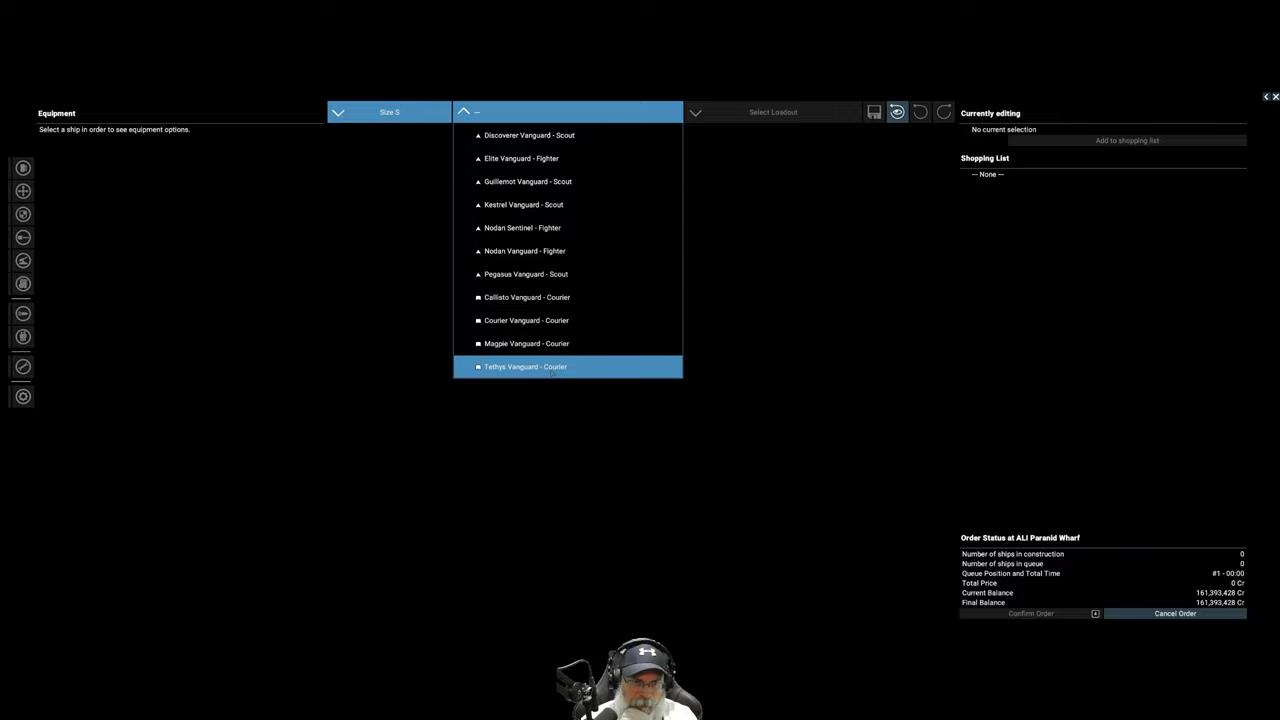 Equipment
Select a ship in order to see equipment options.
Size S
--
Select Loadout
Discoverer Vanguard - Scout
Elite Vanguard - Fighter
Guillemot Vanguard - Scout
Kestrel Vanguard - Scout
Nodan Sentinel - Fighter
Nodan Vanguard - Fighter
Pegasus Vanguard - Scout
Callisto Vanguard - Courier
Courier Vanguard - Courier
Magpie Vanguard - Courier
Tethys Vanguard - Courier
Currently editing
No current selection
Add to shopping list
Shopping List
--- None ---
Order Status at ALI Paranid Wharf
Number of ships in construction 0
Number of ships in queue 0
Queue Position and Total Time #1 - 00:00
Total Price 0 Cr
Current Balance 161,393,428 Cr
Final Balance 161,393,428 Cr
Confirm Order
Cancel Order